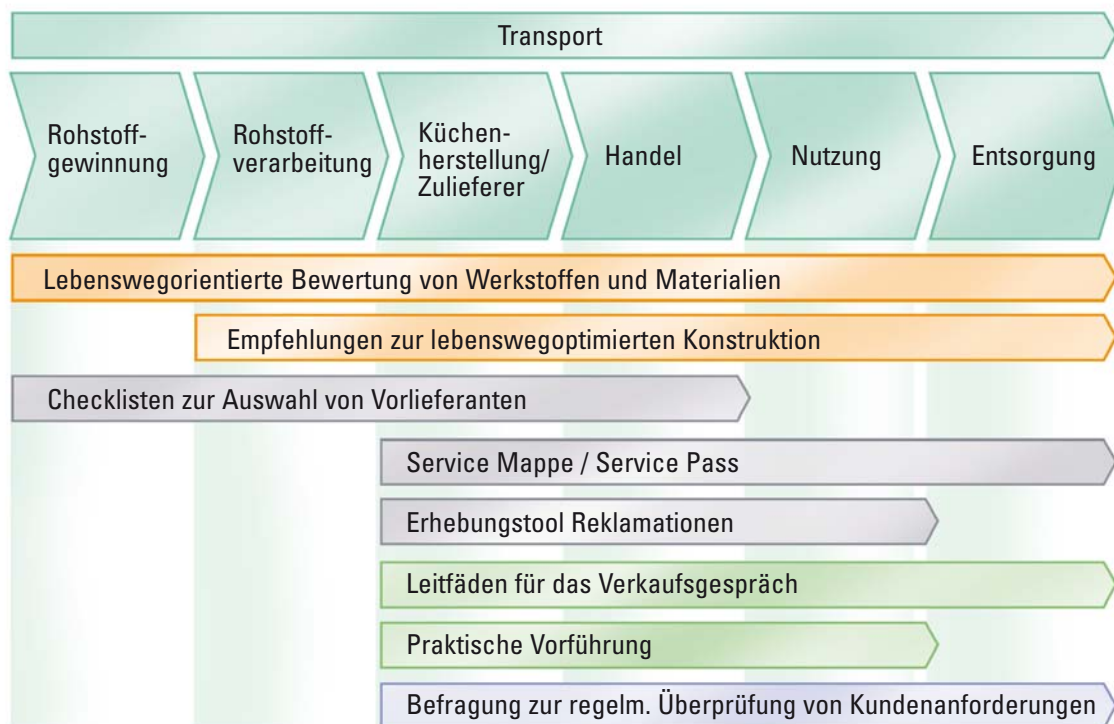 Transport
Rohstoff-
gewinnung
Rohstoff-
verarbeitung
Küchen-
herstellung/
Zulieferer
Handel
Nutzung
Entsorgung
Lebenswegorientierte Bewertung von Werkstoffen und Materialien
Empfehlungen zur lebenswegoptimierten Konstruktion
Checklisten zur Auswahl von Vorlieferanten
Service Mappe / Service Pass
Erhebungstool Reklamationen
Leitfäden für das Verkaufsgespräch
Praktische Vorführung
Befragung zur regelm. Überprüfung von Kundenanforderungen